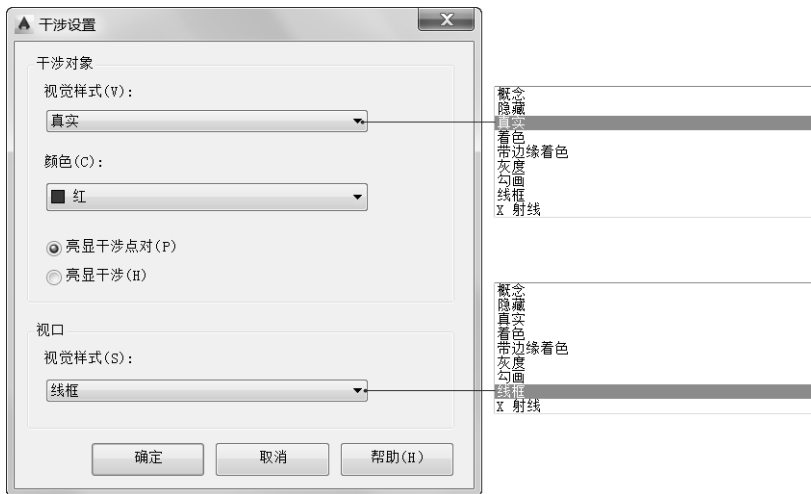 干涉设置
干涉对象
视觉样式(V):
真实
颜色(C):
红
亮显干涉点对(P)
亮显干涉(H)
视口
视觉样式(S):
线框
确定
取消
帮助(H)
概念
隐藏
真实
着色
带边缘着色
灰度
勾画
线框
X 射线
概念
隐藏
真实
着色
带边缘着色
灰度
勾画
线框
X 射线